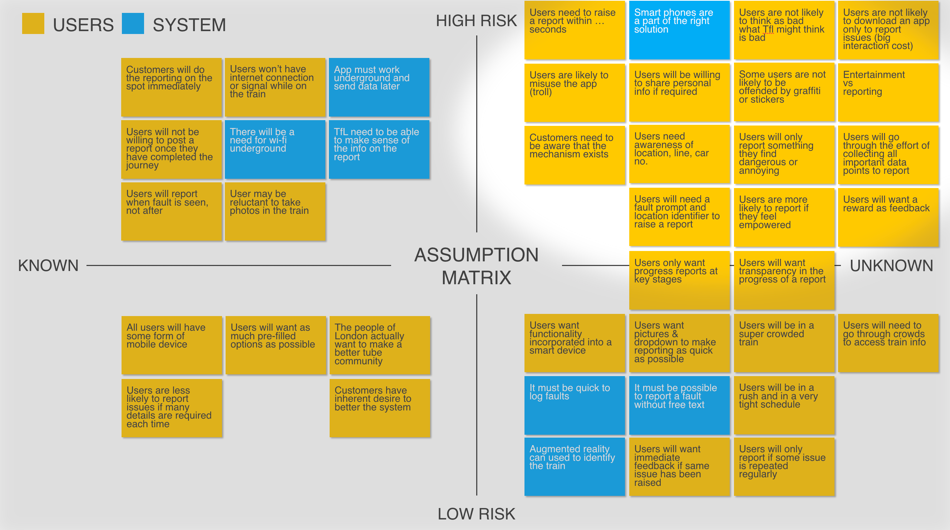 USERS
SYSTEM
HIGH RISK
Customers will do
the reporting on the
spot immediately
Users won't have
internet connection
or signal while on
the train
App must work
underground and
send data later
Users will not be
willing to post a
report once they
have completed the
journey
There will be a
need for wi-fi
underground
TfL need to be able
to make sense of
the info on the
report
Users will report
when fault is seen,
not after
User may be
reluctant to take
photos in the train
Users need to raise
a report within ...
seconds
Smart phones are
a part of the right
solution
Users are not likely
to think as bad
what Tfl might think
is bad
Users are not likely
to download an app
only to report
issues (big
interaction cost)
Users are likely to
misuse the app
(troll)
Users will be willing
to share personal
info if required
Some users are not
likely to be
offended by graffiti
or stickers
Entertainment
vs
reporting
Customers need to
be aware that the
mechanism exists
Users need
awareness of
location, line, car
no.
Users will only
report something
they find
dangerous or
annoying
Users will go
through the effort of
collecting all
important data
points to report
Users will need a
fault prompt and
location identifier to
raise a report
Users are more
likely to report if
they feel
empowered
Users will want a
reward as feedback
KNOWN
ASSUMPTION
MATRIX
Users only want
progress reports at
key stages
Users will want
transparency in the
progress of a report
UNKNOWN
All users will have
some form of
mobile device
Users will want as
much pre-filled
options as possible
The people of
London actually
want to make a
better tube
community
Users are less
likely to report
issues if many
details are required
each time
Customers have
inherent desire to
better the system
Users want
functionality
incorporated into a
smart device
Users want
pictures &
dropdown to make
reporting as quick
as possible
Users will be in a
super crowded
train
Users will need to
go through crowds
to access train info
It must be quick to
log faults
It must be possible
to report a fault
without free text
Users will be in a
rush and in a very
tight schedule
Augmented reality
can used to identify
the train
Users will want
immediate
feedback if same
issue has been
raised
Users will only
report if some issue
is repeated
regularly
LOW RISK